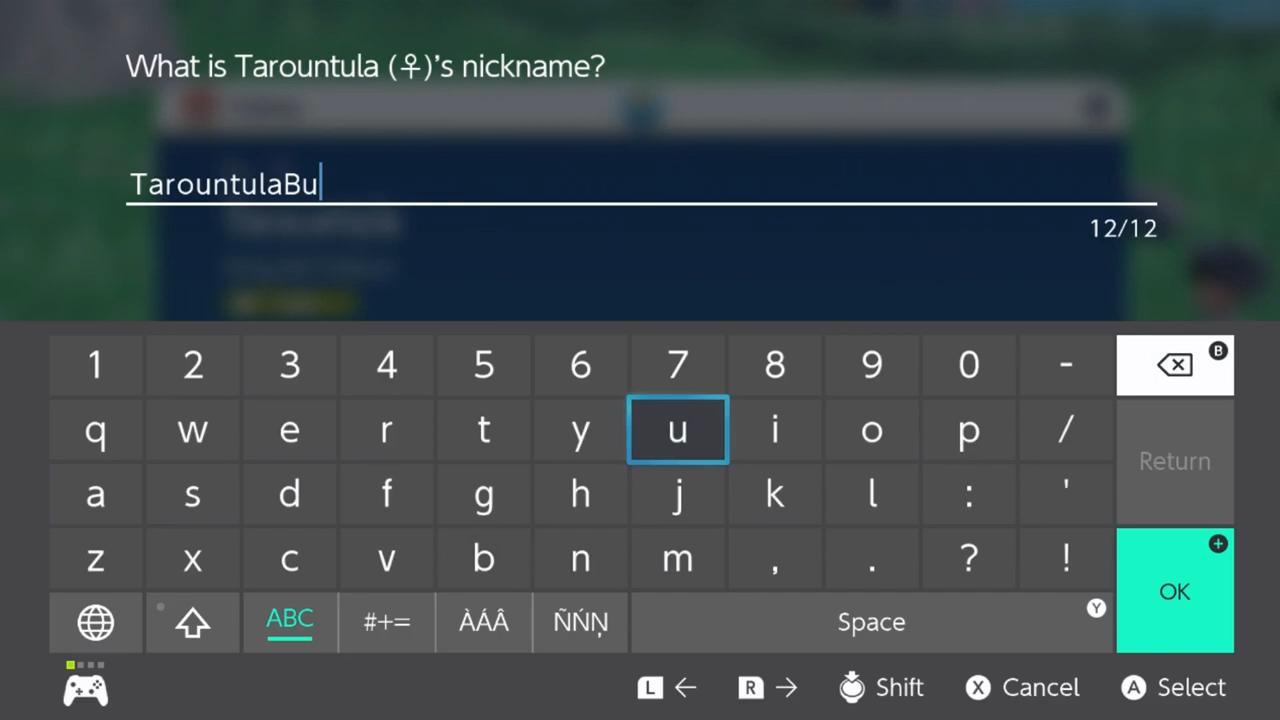 What is Tarountula (♀)'s nickname?
TarountulaBu
12/12
1 2 3 4 5 6 7 8 9 0 - B
q w e r t y u i o p / Return
a s d f g h j k l : '
z x c v b n m , . ? ! + OK
ABC #+= ÀÁÂ ÑŃŅ Space Y
L ← R → Shift X Cancel A Select